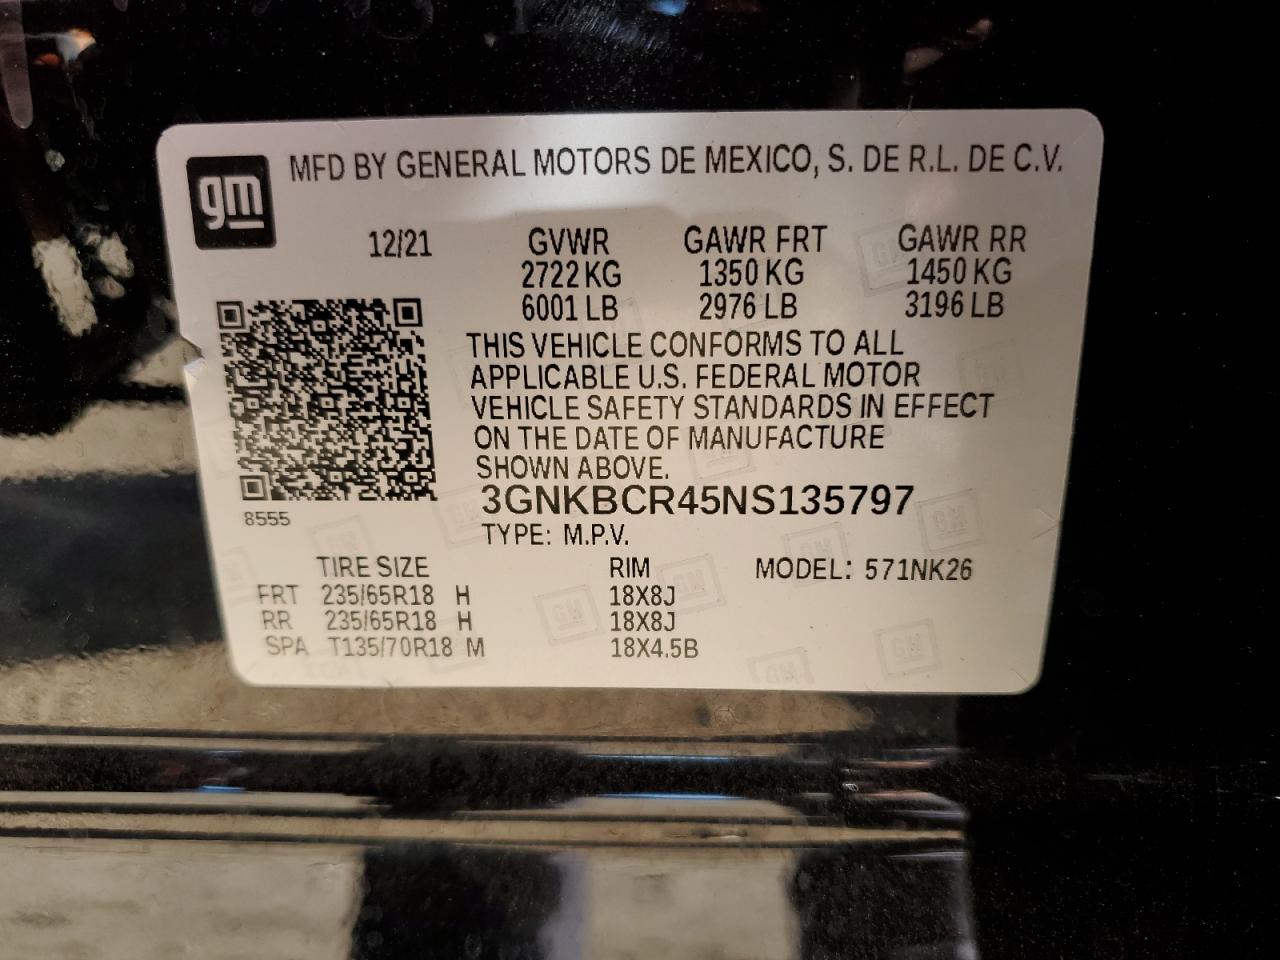 gm
MFD BY GENERAL MOTORS DE MEXICO, S. DE R.L. DE C.V.
12/21 GVWR GAWR FRT GAWR RR
2722 KG 1350 KG 1450 KG
6001 LB 2976 LB 3196 LB
THIS VEHICLE CONFORMS TO ALL
APPLICABLE U.S. FEDERAL MOTOR
VEHICLE SAFETY STANDARDS IN EFFECT
ON THE DATE OF MANUFACTURE
SHOWN ABOVE.
3GNKBCR45NS135797
8555
TYPE: M.P.V.
TIRE SIZE RIM MODEL: 571NK26
FRT 235/65R18 H 18X8J
RR 235/65R18 H 18X8J
SPA T135/70R18 M 18X4.5B